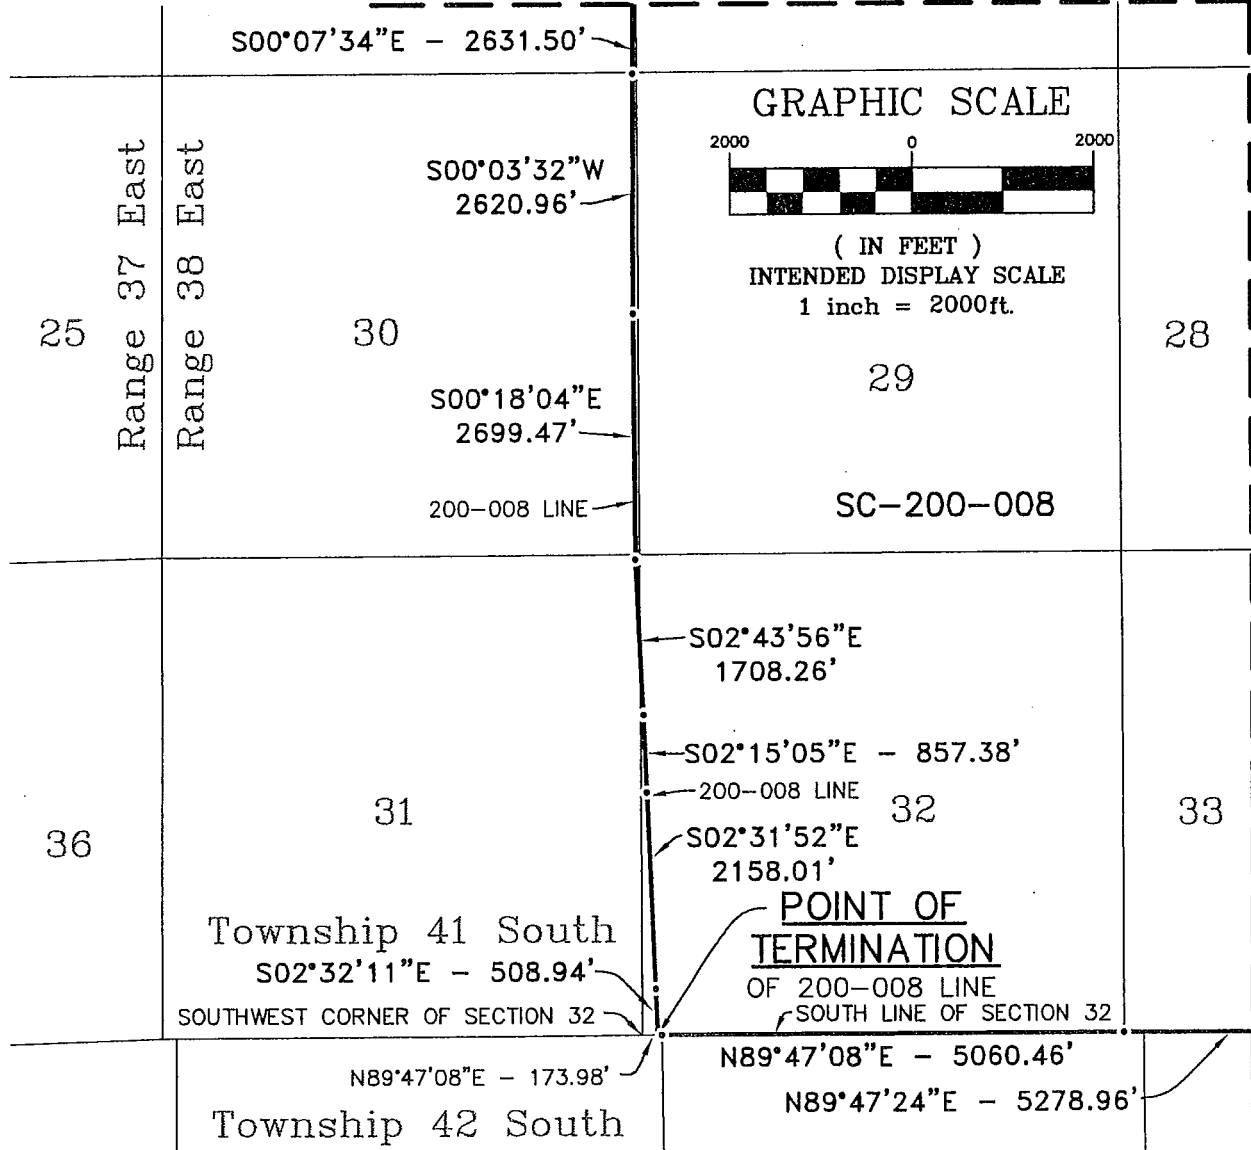 S00°07'34"E – 2631.50'
GRAPHIC SCALE
2000 0 2000
( IN FEET )
INTENDED DISPLAY SCALE
1 inch = 2000ft.
S00°03'32"W
2620.96'
Range 37 East
Range 38 East
25
30
29
28
S00°18'04"E
2699.47'
200-008 LINE
SC-200-008
S02°43'56"E
1708.26'
S02°15'05"E – 857.38'
200-008 LINE
31
32
33
36
S02°31'52"E
2158.01'
POINT OF
TERMINATION
OF 200-008 LINE
Township 41 South
S02°32'11"E – 508.94'
SOUTHWEST CORNER OF SECTION 32
SOUTH LINE OF SECTION 32
N89°47'08"E – 5060.46'
N89°47'08"E – 173.98'
N89°47'24"E – 5278.96'
Township 42 South